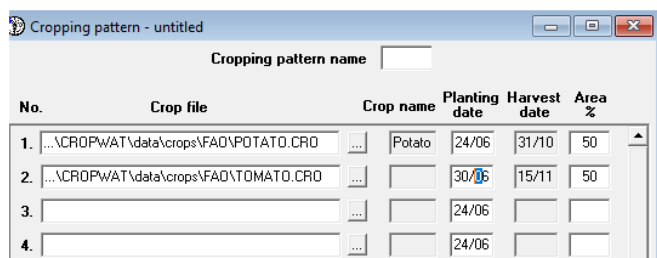 Cropping pattern - untitled
Cropping pattern name
No. Crop file Crop name Planting date Harvest date Area %
1. ...\CROPWAT\data\crops\FAO\POTATO.CRO ... Potato 24/06 31/10 50
2. ...\CROPWAT\data\crops\FAO\TOMATO.CRO ... 30/06 15/11 50
3. ... 24/06
4. ... 24/06